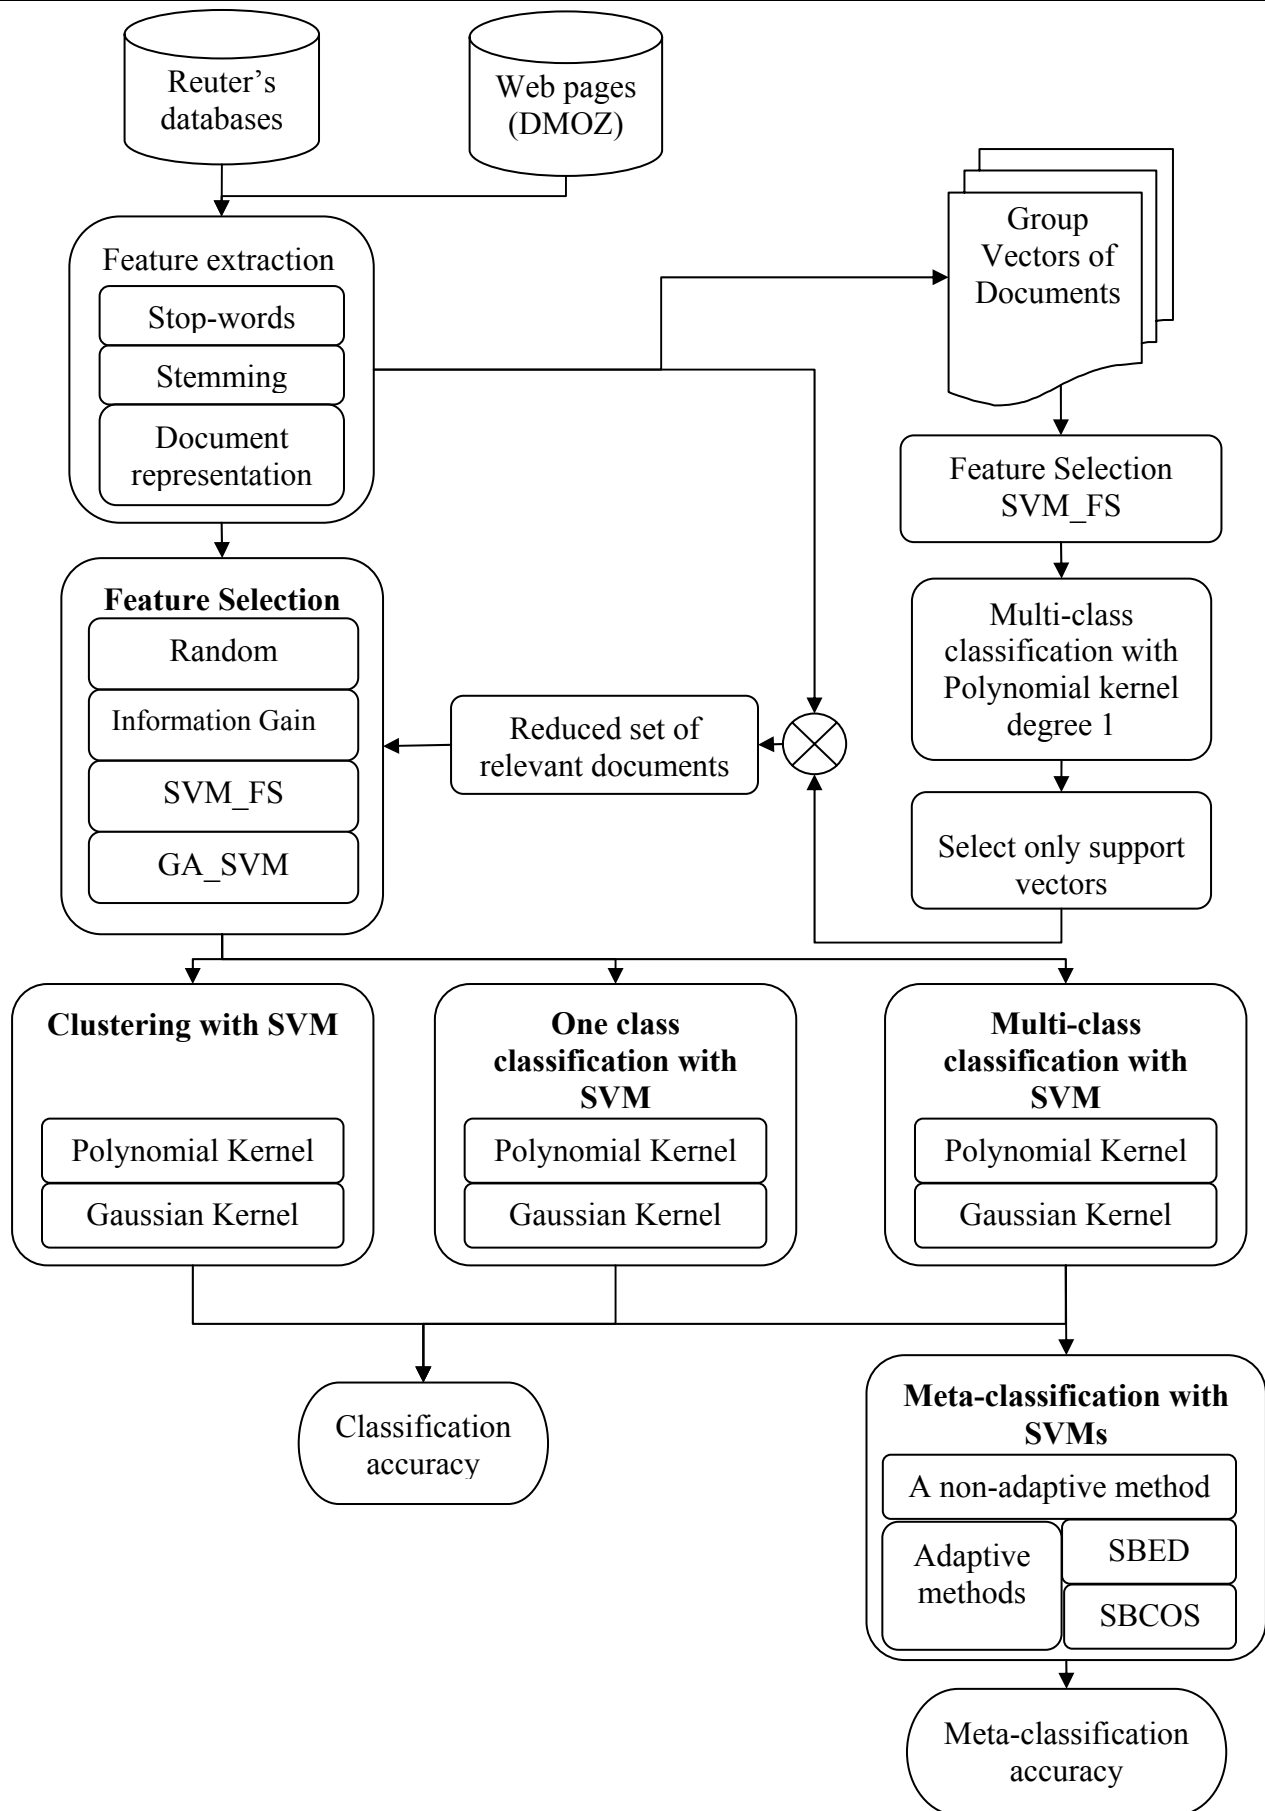 Reuter's
databases
Web pages
(DMOZ)
Group
Vectors of
Documents
Feature extraction
Stop-words
Stemming
Document
representation
Feature Selection
SVM_FS
Feature Selection
Random
Information Gain
SVM_FS
GA_SVM
Multi-class
classification with
Polynomial kernel
degree 1
Reduced set of
relevant documents
Select only support
vectors
Clustering with SVM
Polynomial Kernel
Gaussian Kernel
One class
classification with
SVM
Polynomial Kernel
Gaussian Kernel
Multi-class
classification with
SVM
Polynomial Kernel
Gaussian Kernel
Classification
accuracy
Meta-classification with
SVMs
A non-adaptive method
Adaptive
methods
SBED
SBCOS
Meta-classification
accuracy